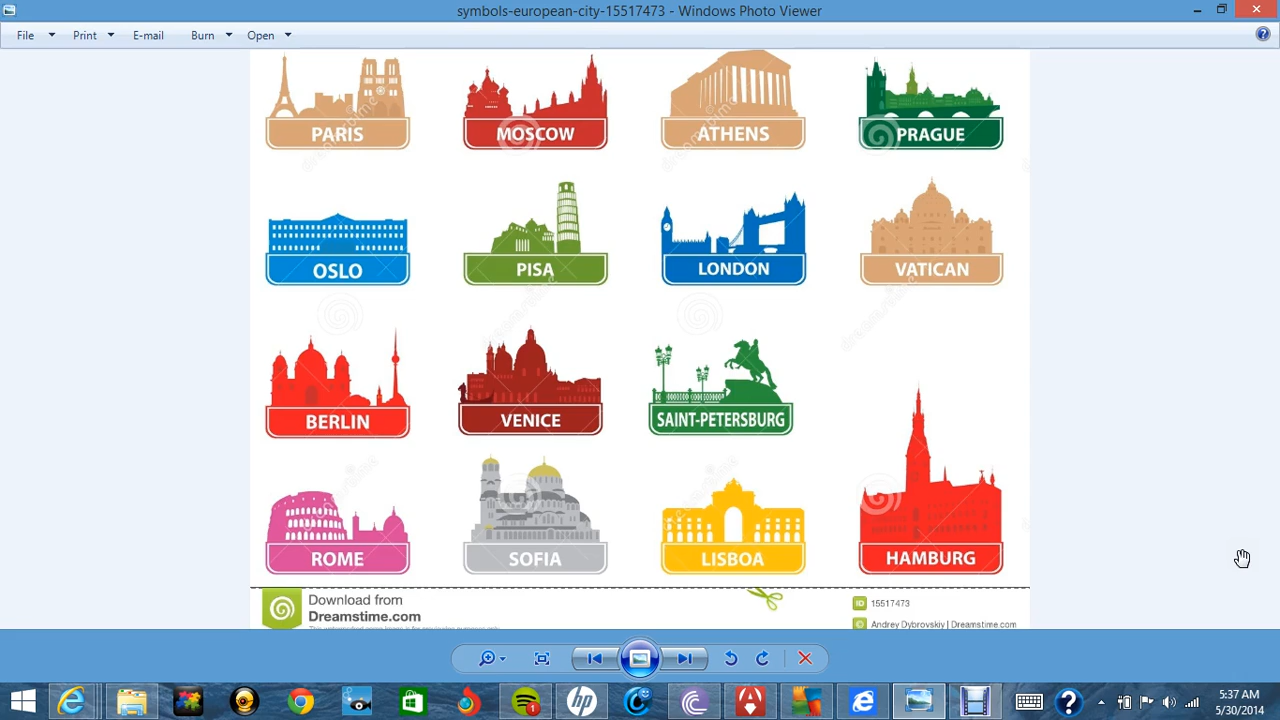 symbols-european-city-15517473 - Windows Photo Viewer
File Print E-mail Burn Open
PARIS MOSCOW ATHENS PRAGUE
OSLO PISA LONDON VATICAN
BERLIN VENICE SAINT-PETERSBURG
ROME SOFIA LISBOA HAMBURG
Download from
Dreamstime.com
ID 15517473
© Andrey Dybrovskiy | Dreamstime.com
5:37 AM
5/30/2014